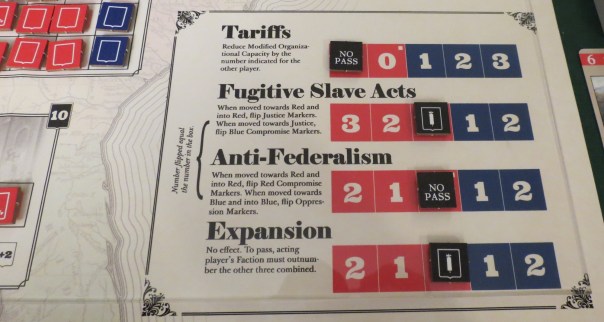 Tariffs
Reduce Modified Organiza-
tional Capacity by the
number indicated for the
other player.
NO
PASS
0 1 2 3
Fugitive Slave Acts
When moved towards Red and
into Red, flip Justice Markers.
When moved towards Justice,
flip Blue Compromise Markers.
3 2 1 2
Number flipped equal
the number in the box.
Anti-Federalism
When moved towards Red and
into Red, flip Red Compromise
Markers. When moved towards
Blue and into Blue, flip Oppres-
sion Markers.
2 1
NO
PASS
1 2
Expansion
No effect. To pass, acting
player's Faction must outnum-
ber the other three combined.
2 1 1 2
10
+2
6